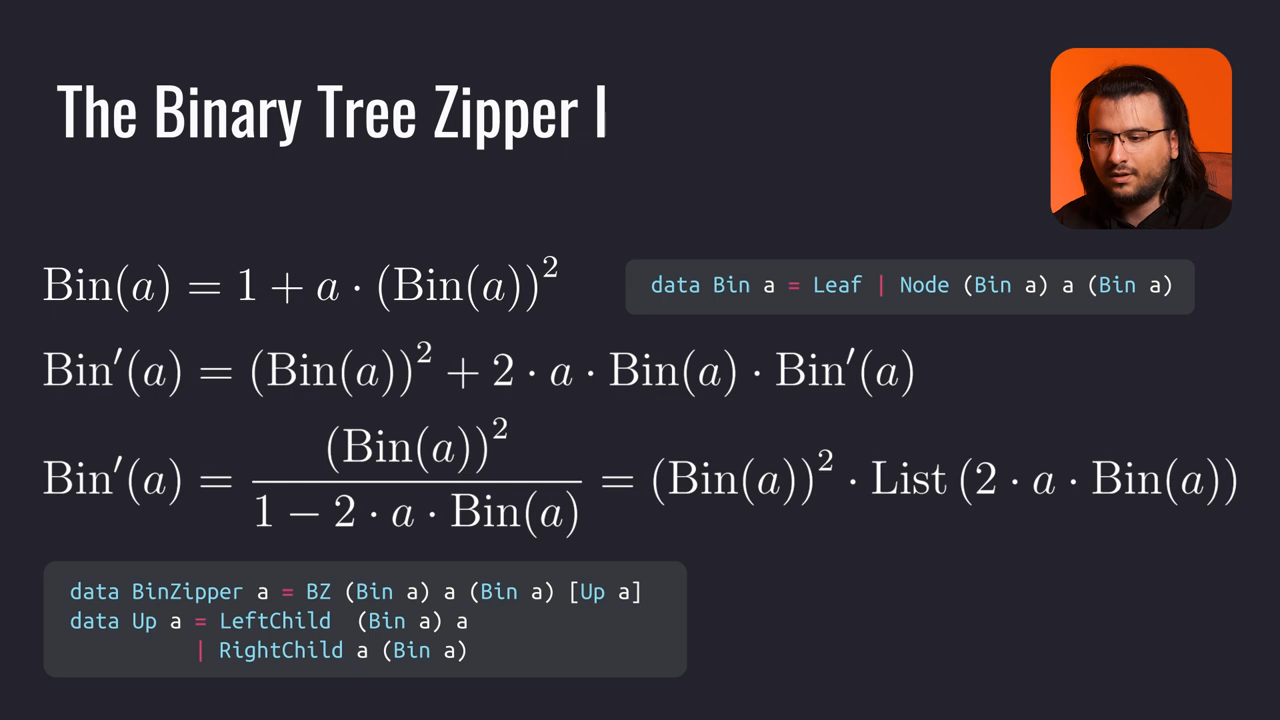 The Binary Tree Zipper I
Bin(a) = 1 + a · (Bin(a))²
data Bin a = Leaf | Node (Bin a) a (Bin a)
Bin′(a) = (Bin(a))² + 2 · a · Bin(a) · Bin′(a)
Bin′(a) = (Bin(a))² / (1 − 2 · a · Bin(a)) = (Bin(a))² · List (2 · a · Bin(a))
data BinZipper a = BZ (Bin a) a (Bin a) [Up a]
data Up a = LeftChild  (Bin a) a
| RightChild a (Bin a)